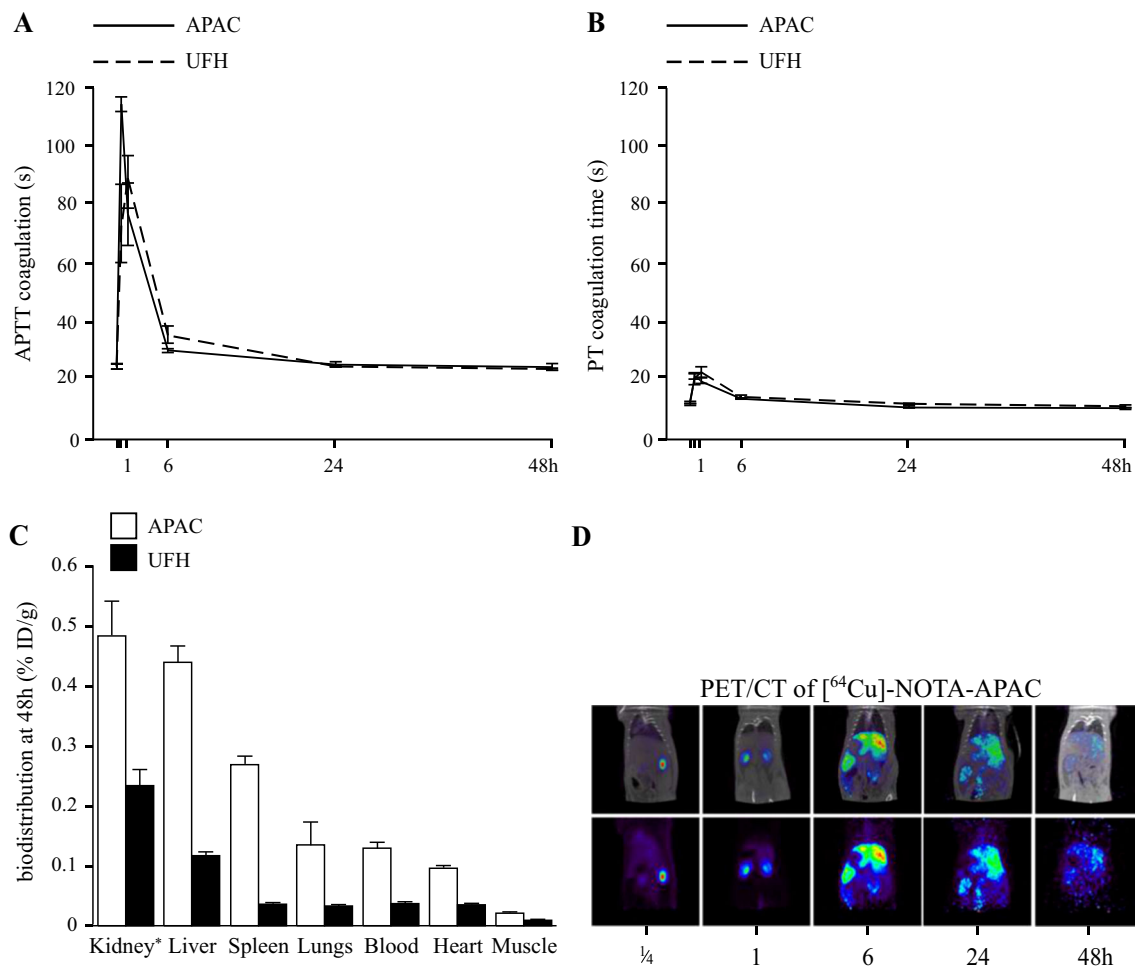 A
APAC
UFH
APTT coagulation (s)
120
100
80
60
40
20
0
1
6
24
48h
B
APAC
UFH
PT coagulation time (s)
120
100
80
60
40
20
0
1
6
24
48h
C
APAC
UFH
biodistribution at 48h (% ID/g)
0.6
0.5
0.4
0.3
0.2
0.1
0
Kidney* Liver Spleen Lungs Blood Heart Muscle
D
PET/CT of [⁶⁴Cu]-NOTA-APAC
¼
1
6
24
48h